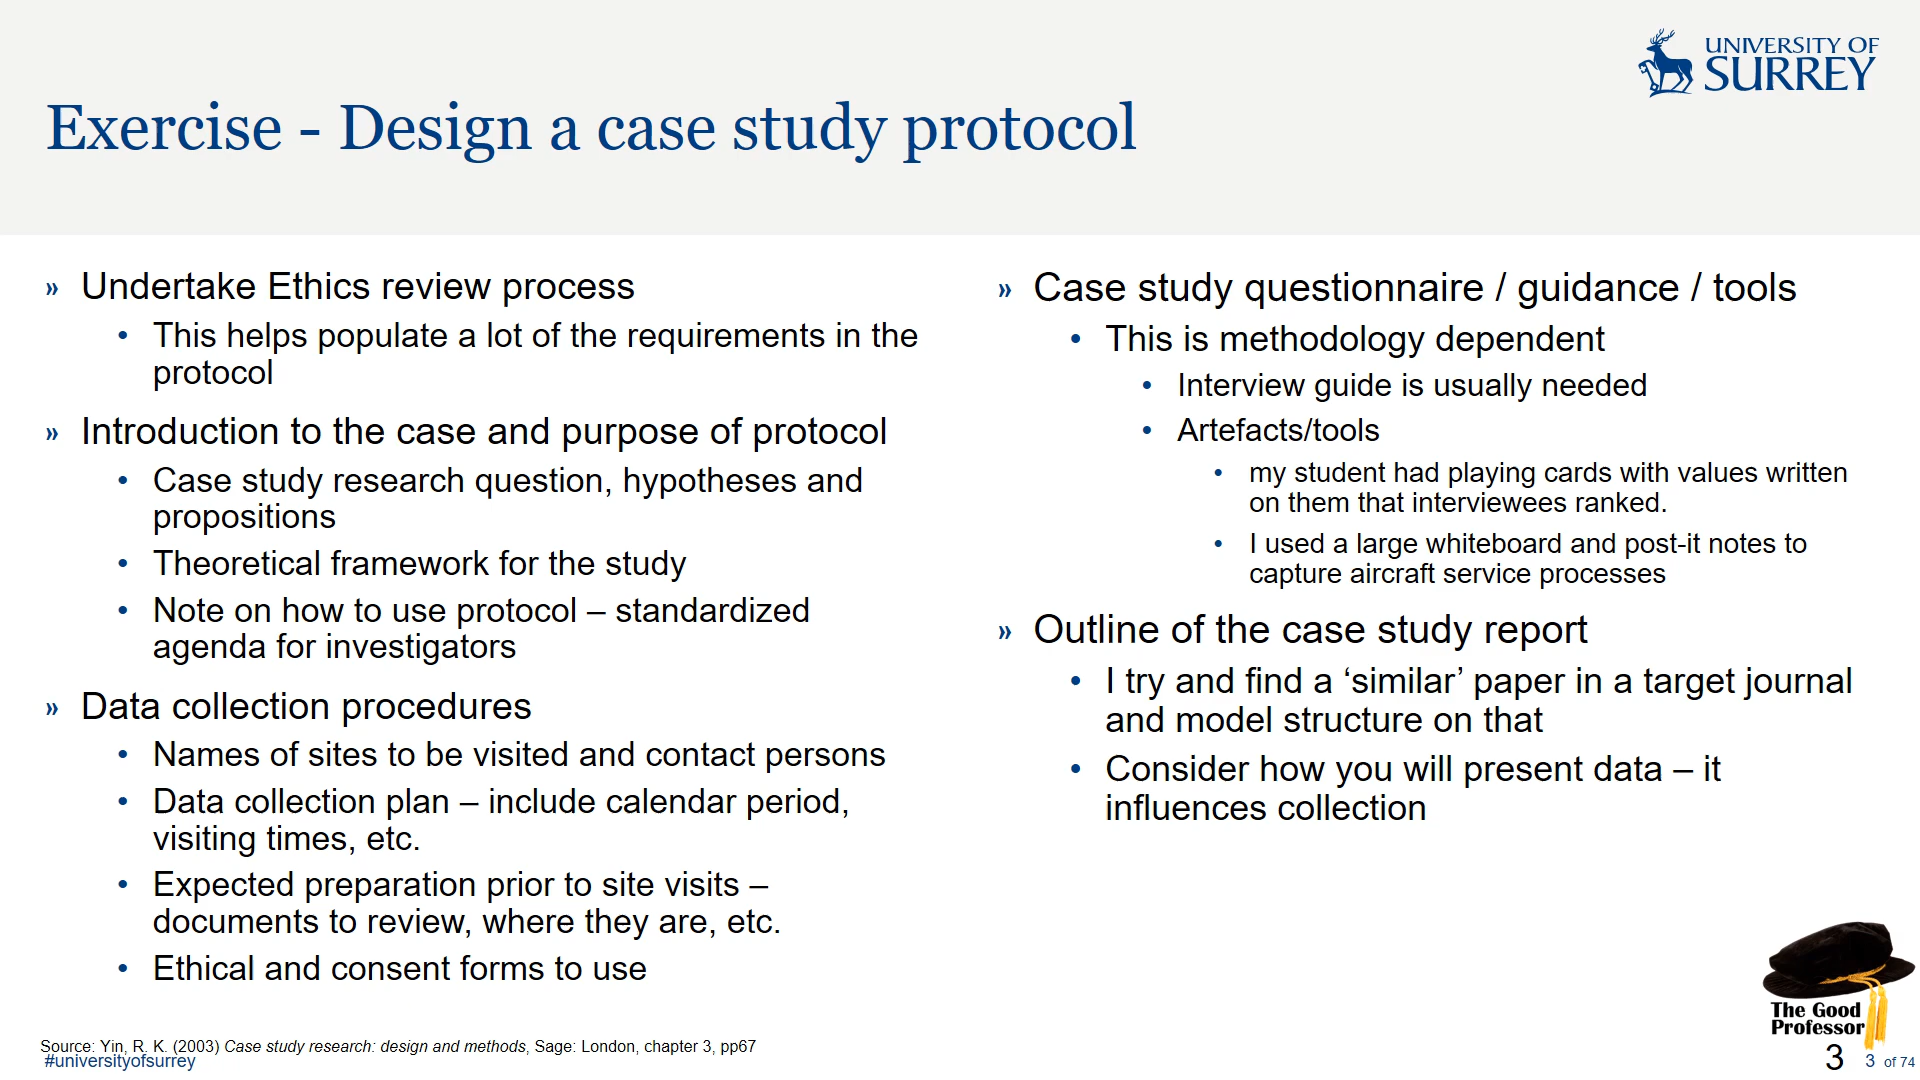 UNIVERSITY OF
SURREY
Exercise - Design a case study protocol
» Undertake Ethics review process
• This helps populate a lot of the requirements in the
protocol
» Introduction to the case and purpose of protocol
• Case study research question, hypotheses and
propositions
• Theoretical framework for the study
• Note on how to use protocol – standardized
agenda for investigators
» Data collection procedures
• Names of sites to be visited and contact persons
• Data collection plan – include calendar period,
visiting times, etc.
• Expected preparation prior to site visits –
documents to review, where they are, etc.
• Ethical and consent forms to use
» Case study questionnaire / guidance / tools
• This is methodology dependent
• Interview guide is usually needed
• Artefacts/tools
• my student had playing cards with values written
on them that interviewees ranked.
• I used a large whiteboard and post-it notes to
capture aircraft service processes
» Outline of the case study report
• I try and find a ‘similar’ paper in a target journal
and model structure on that
• Consider how you will present data – it
influences collection
The Good
Professor
Source: Yin, R. K. (2003) Case study research: design and methods, Sage: London, chapter 3, pp67
#universityofsurrey
3
3 of 74